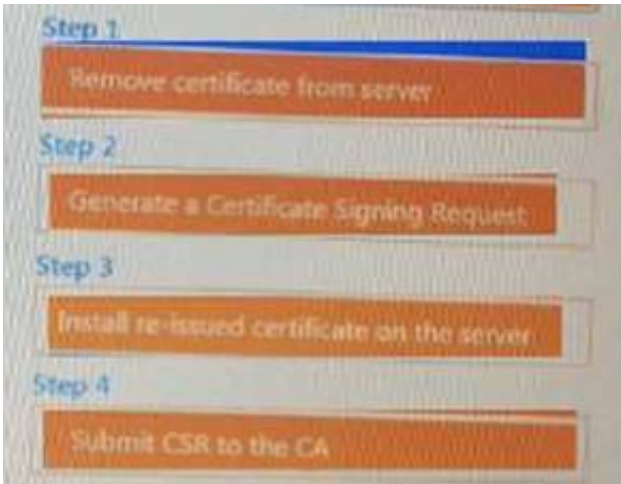 Step 1
Remove certificate from server
Step 2
Generate a Certificate Signing Request
Step 3
Install re-issued certificate on the server
Step 4
Submit CSR to the CA